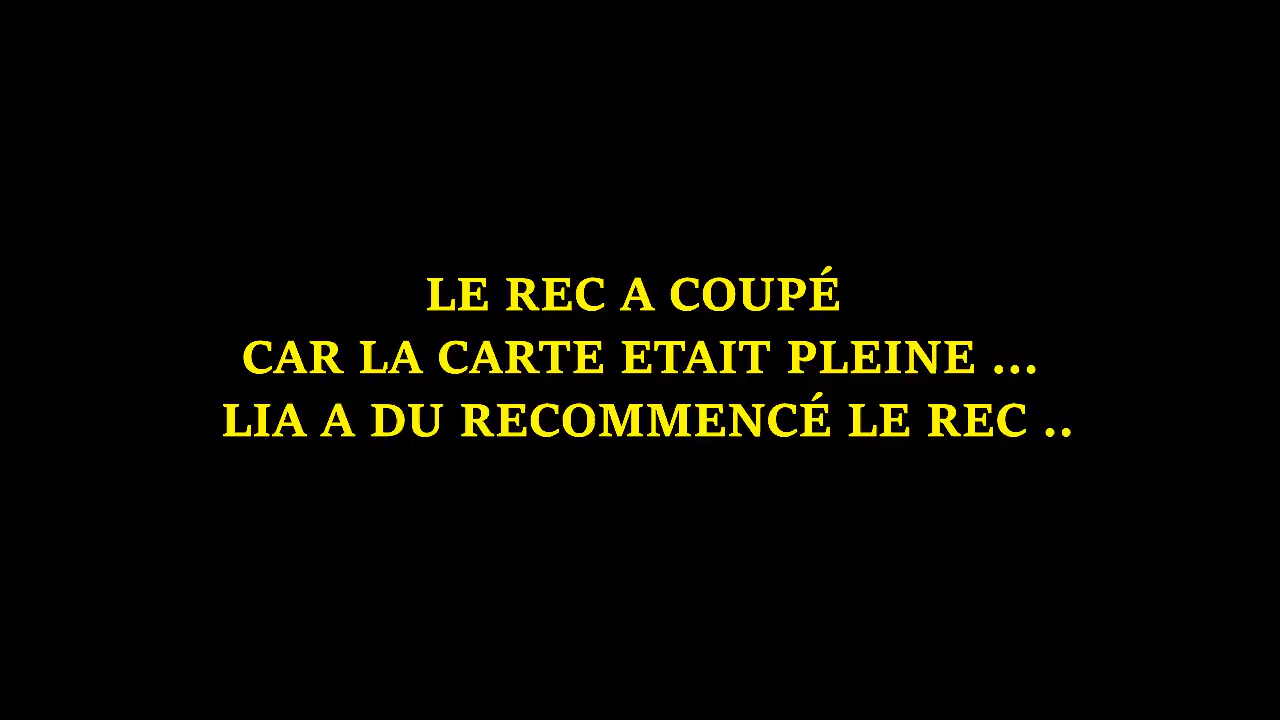 LE REC A COUPÉ
CAR LA CARTE ETAIT PLEINE ...
LIA A DU RECOMMENCÉ LE REC ..